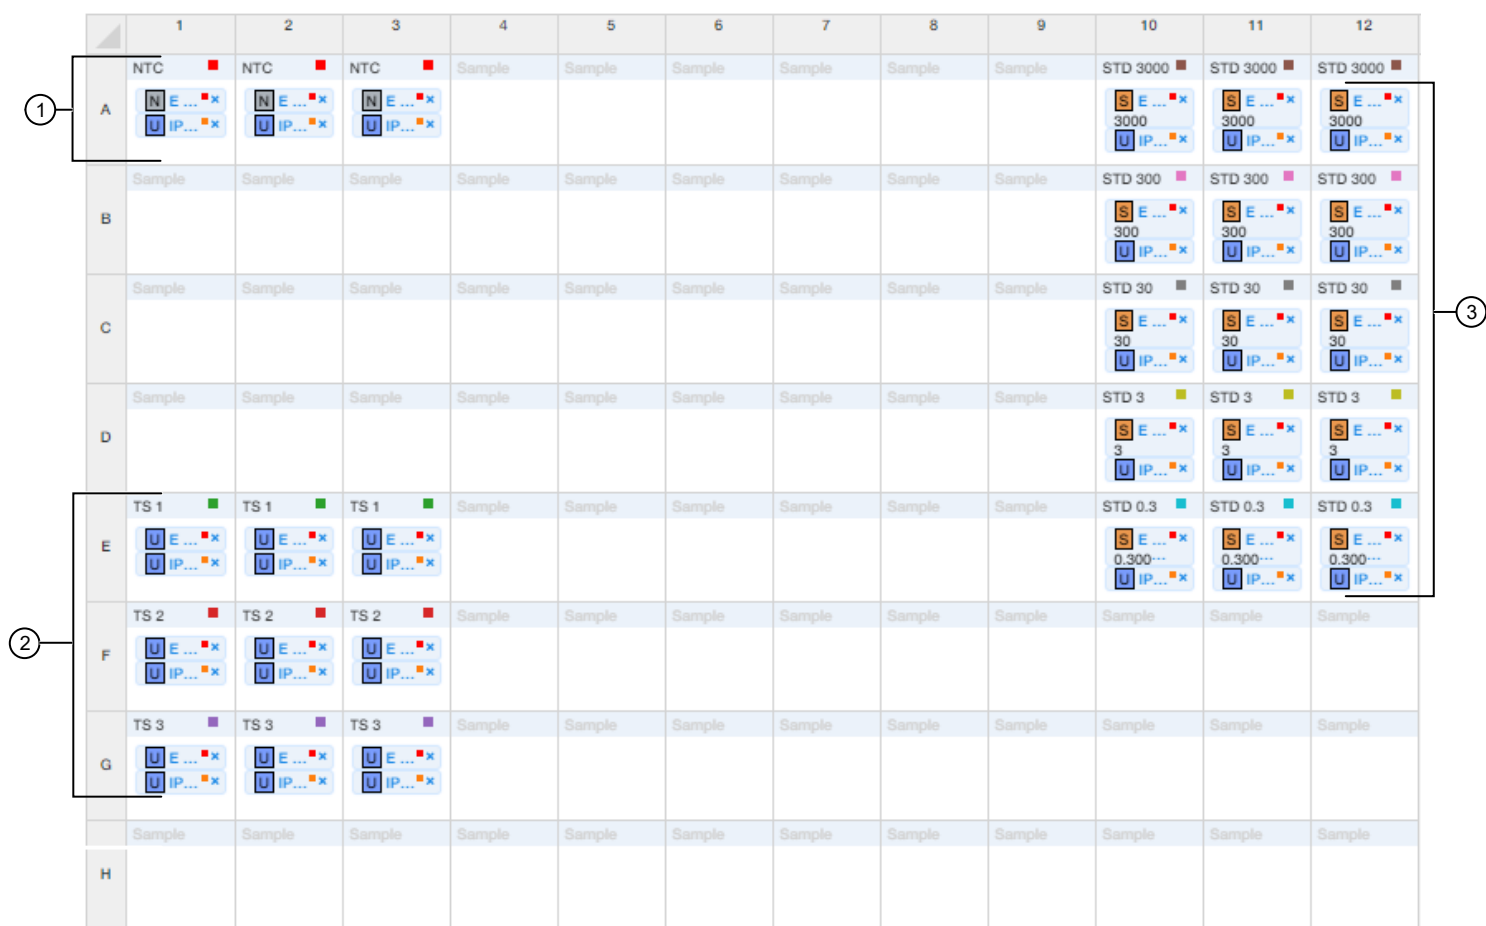 1 2 3 4 5 6 7 8 9 10 11 12
NTC NTC NTC Sample Sample Sample Sample Sample Sample STD 3000 STD 3000 STD 3000
1 A N E ... × N E ... × N E ... × S E ... × S E ... × S E ... ×
3000 3000 3000
U IP... × U IP... × U IP... × U IP... × U IP... × U IP... ×
Sample Sample Sample Sample Sample Sample Sample Sample Sample STD 300 STD 300 STD 300
B S E ... × S E ... × S E ... ×
300 300 300
U IP... × U IP... × U IP... ×
Sample Sample Sample Sample Sample Sample Sample Sample Sample STD 30 STD 30 STD 30
C S E ... × S E ... × S E ... × 3
30 30 30
U IP... × U IP... × U IP... ×
Sample Sample Sample Sample Sample Sample Sample Sample Sample STD 3 STD 3 STD 3
D S E ... × S E ... × S E ... ×
3 3 3
U IP... × U IP... × U IP... ×
TS 1 TS 1 TS 1 Sample Sample Sample Sample Sample Sample STD 0.3 STD 0.3 STD 0.3
E U E ... × U E ... × U E ... × S E ... × S E ... × S E ... ×
0.300... 0.300... 0.300...
U IP... × U IP... × U IP... × U IP... × U IP... × U IP... ×
TS 2 TS 2 TS 2 Sample Sample Sample Sample Sample Sample Sample Sample Sample
2 F U E ... × U E ... × U E ... ×
U IP... × U IP... × U IP... ×
TS 3 TS 3 TS 3 Sample Sample Sample Sample Sample Sample Sample Sample Sample
G U E ... × U E ... × U E ... ×
U IP... × U IP... × U IP... ×
Sample Sample Sample Sample Sample Sample Sample Sample Sample Sample Sample Sample
H